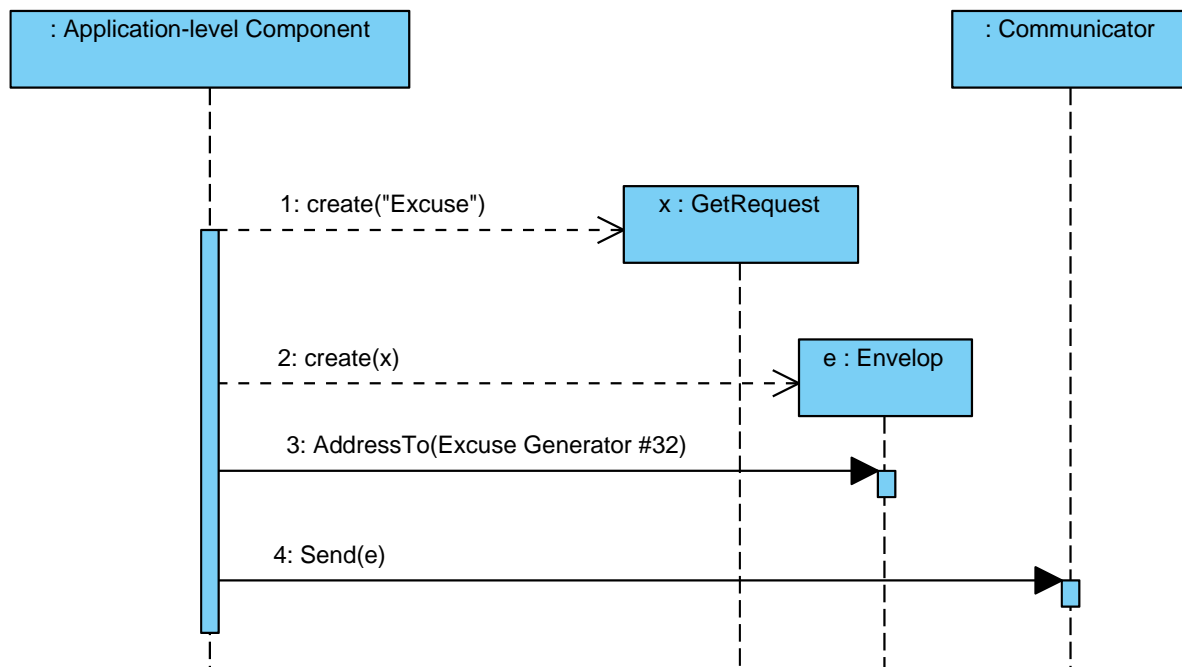 : Application-level Component
: Communicator
1: create("Excuse")
x : GetRequest
2: create(x)
e : Envelop
3: AddressTo(Excuse Generator #32)
4: Send(e)